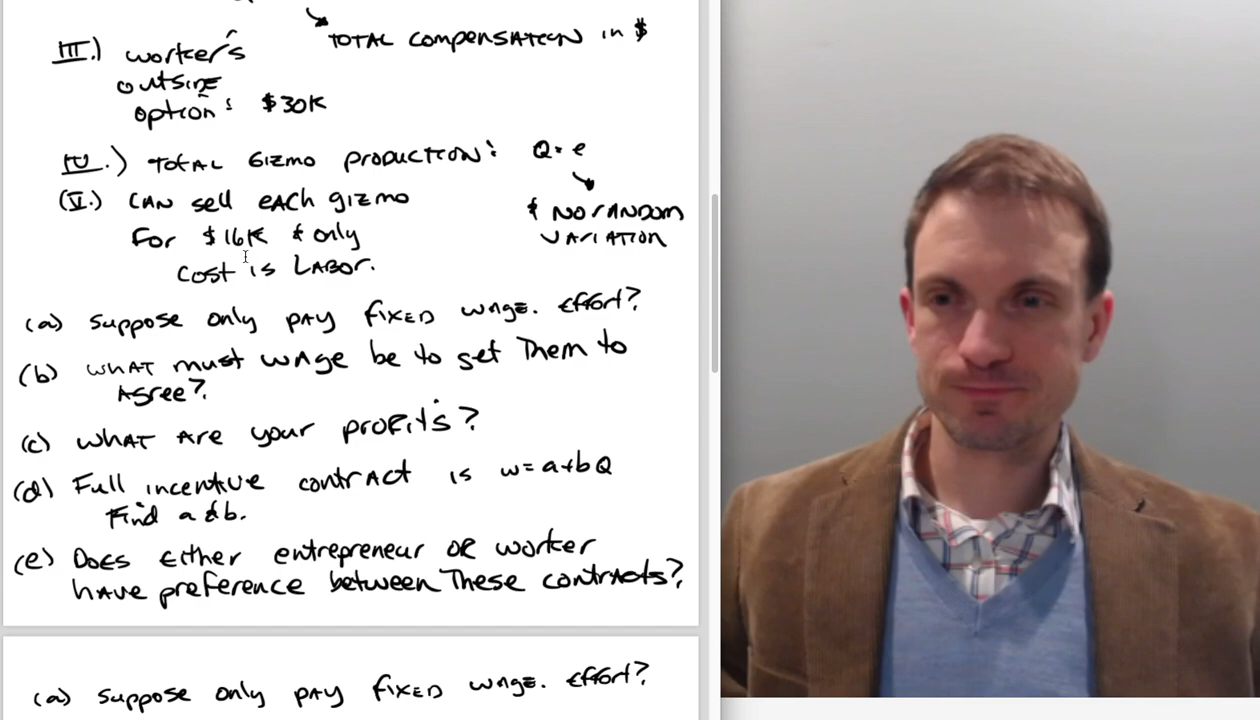 III.) worker's
outside
option: $30K
TOTAL COMPENSATION in $
IV.) TOTAL Gizmo PRODUCTION: Q=e
& NO RANDOM
VARIATION
(V.) CAN sell EACH gizmo
For $16K & only
cost is LABOR.
(a) Suppose only PAY FIXED wage. Effort?
(b) WHAT must wage be to get Them to
Agree?
(c) WHAT ARE your profits?
(d) Full incentive contract is w=a+bQ
Find a & b.
(e) Does Either entrepreneur OR worker
have preference between These contracts?
(a) Suppose only PAY FIXED wage. Effort?